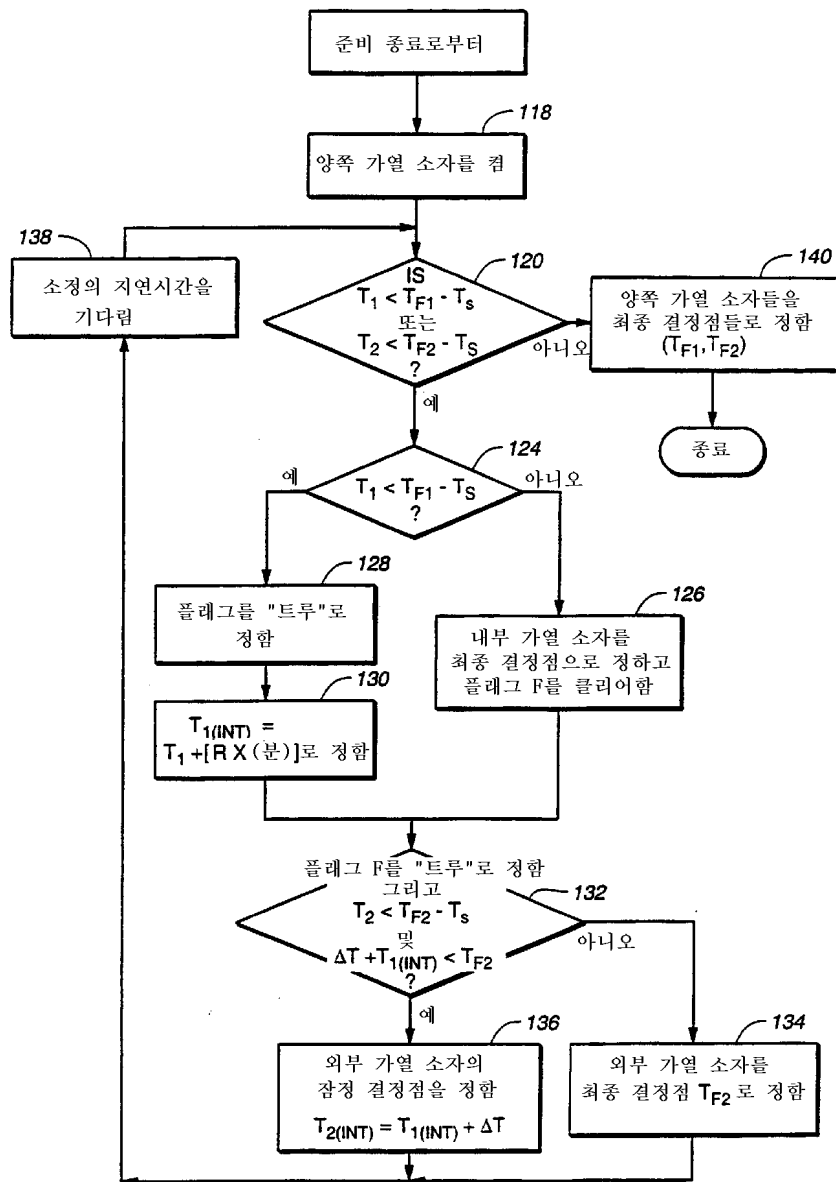 준비 종료로부터
118
양쪽 가열 소자를 켬
138
소정의 지연시간을
기다림
120
IS
T1 < TF1 - Ts
또는
T2 < TF2 - TS
?
아니오
예
140
양쪽 가열 소자들을
최종 결정점들로 정함
(TF1,TF2)
종료
124
예
T1 < TF1 - TS
?
아니오
128
플래그를 "트루"로
정함
126
내부 가열 소자를
최종 결정점으로 정하고
플래그 F를 클리어함
130
T1(INT) =
T1 +[R X (분)]로 정함
플래그 F를 "트루"로 정함
그리고
132
T2 < TF2 - Ts
및
ΔT +T1(INT) < TF2
?
아니오
예
136
외부 가열 소자의
잠정 결정점을 정함
T2(INT) = T1(INT) + ΔT
134
외부 가열 소자를
최종 결정점 TF2 로 정함